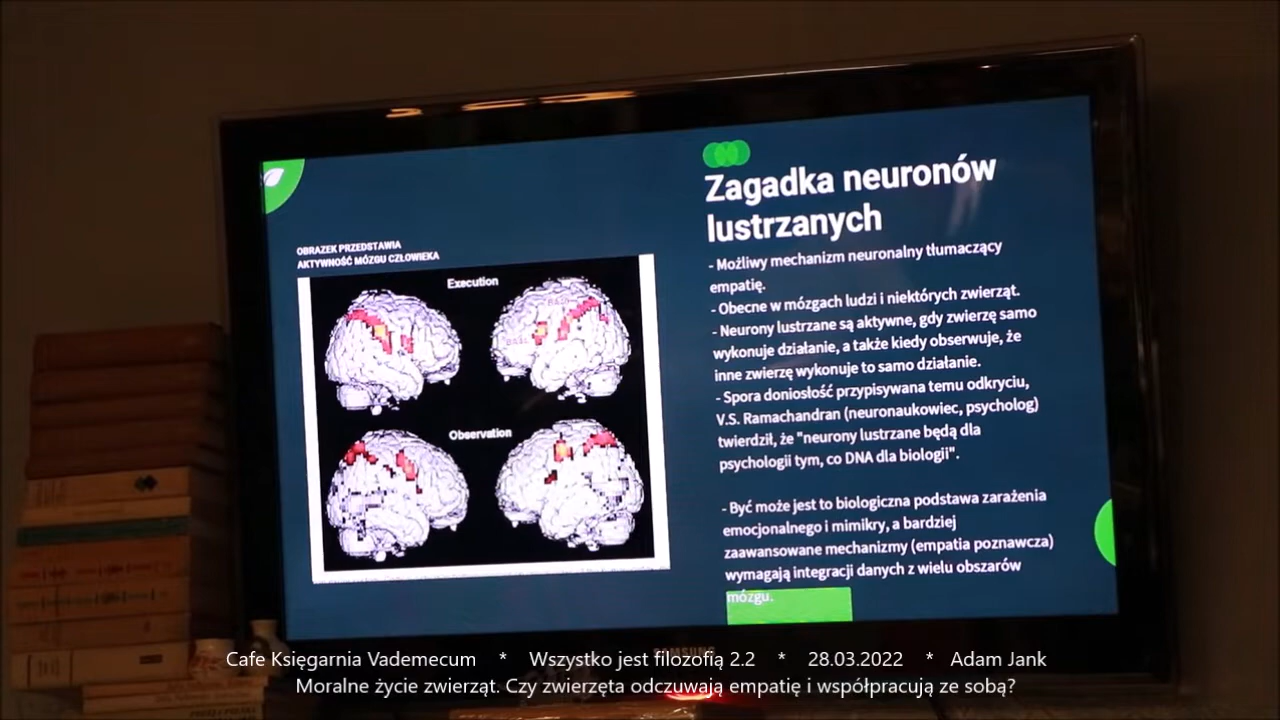 Zagadka neuronów
lustrzanych
OBRAZEK PRZEDSTAWIA
AKTYWNOŚĆ MÓZGU CZŁOWIEKA
Execution
Observation
- Możliwy mechanizm neuronalny tłumaczący
empatię.
- Obecne w mózgach ludzi i niektórych zwierząt.
- Neurony lustrzane są aktywne, gdy zwierzę samo
wykonuje działanie, a także kiedy obserwuje, że
inne zwierzę wykonuje to samo działanie.
- Spora doniosłość przypisywana temu odkryciu,
V.S. Ramachandran (neuronaukowiec, psycholog)
twierdził, że "neurony lustrzane będą dla
psychologii tym, co DNA dla biologii".
- Być może jest to biologiczna podstawa zarażenia
emocjonalnego i mimikry, a bardziej
zaawansowane mechanizmy (empatia poznawcza)
wymagają integracji danych z wielu obszarów
mózgu.
SAMSUNG
Cafe Księgarnia Vademecum * Wszystko jest filozofią 2.2 * 28.03.2022 * Adam Jank
Moralne życie zwierząt. Czy zwierzęta odczuwają empatię i współpracują ze sobą?